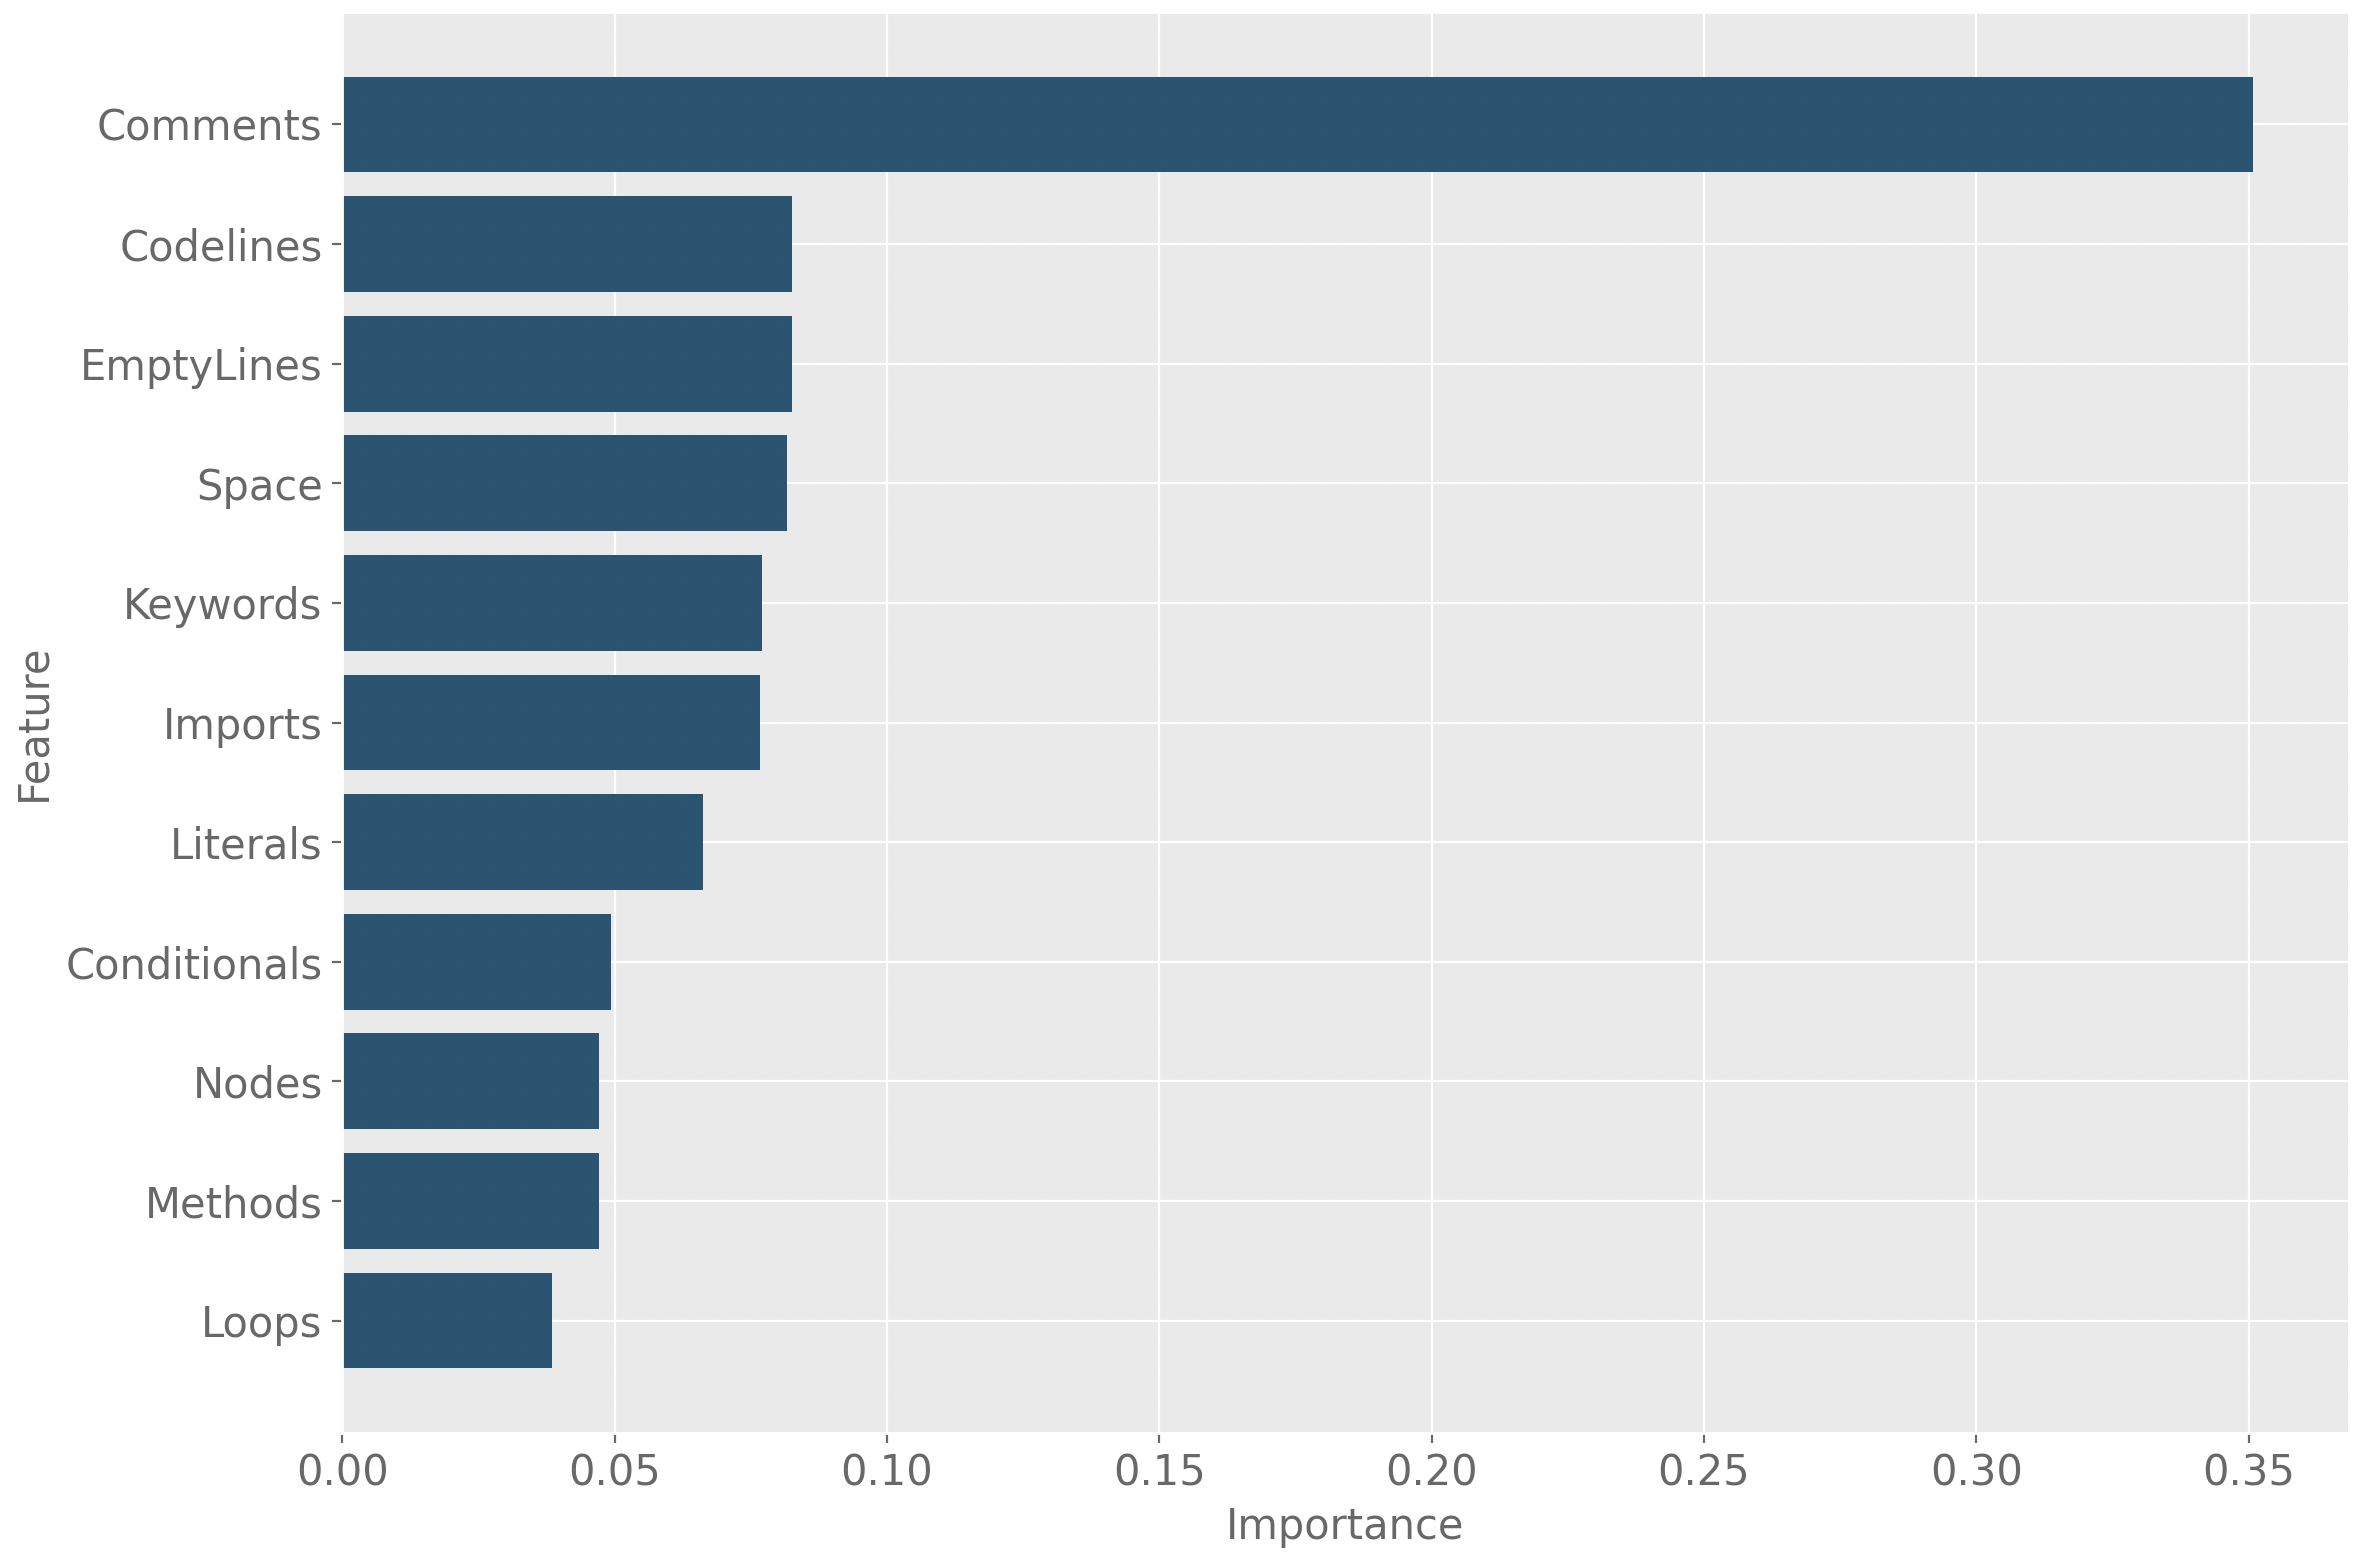 Comments
Codelines
EmptyLines
Space
Keywords
Imports
Literals
Conditionals
Nodes
Methods
Loops
Feature
0.00 0.05 0.10 0.15 0.20 0.25 0.30 0.35
Importance